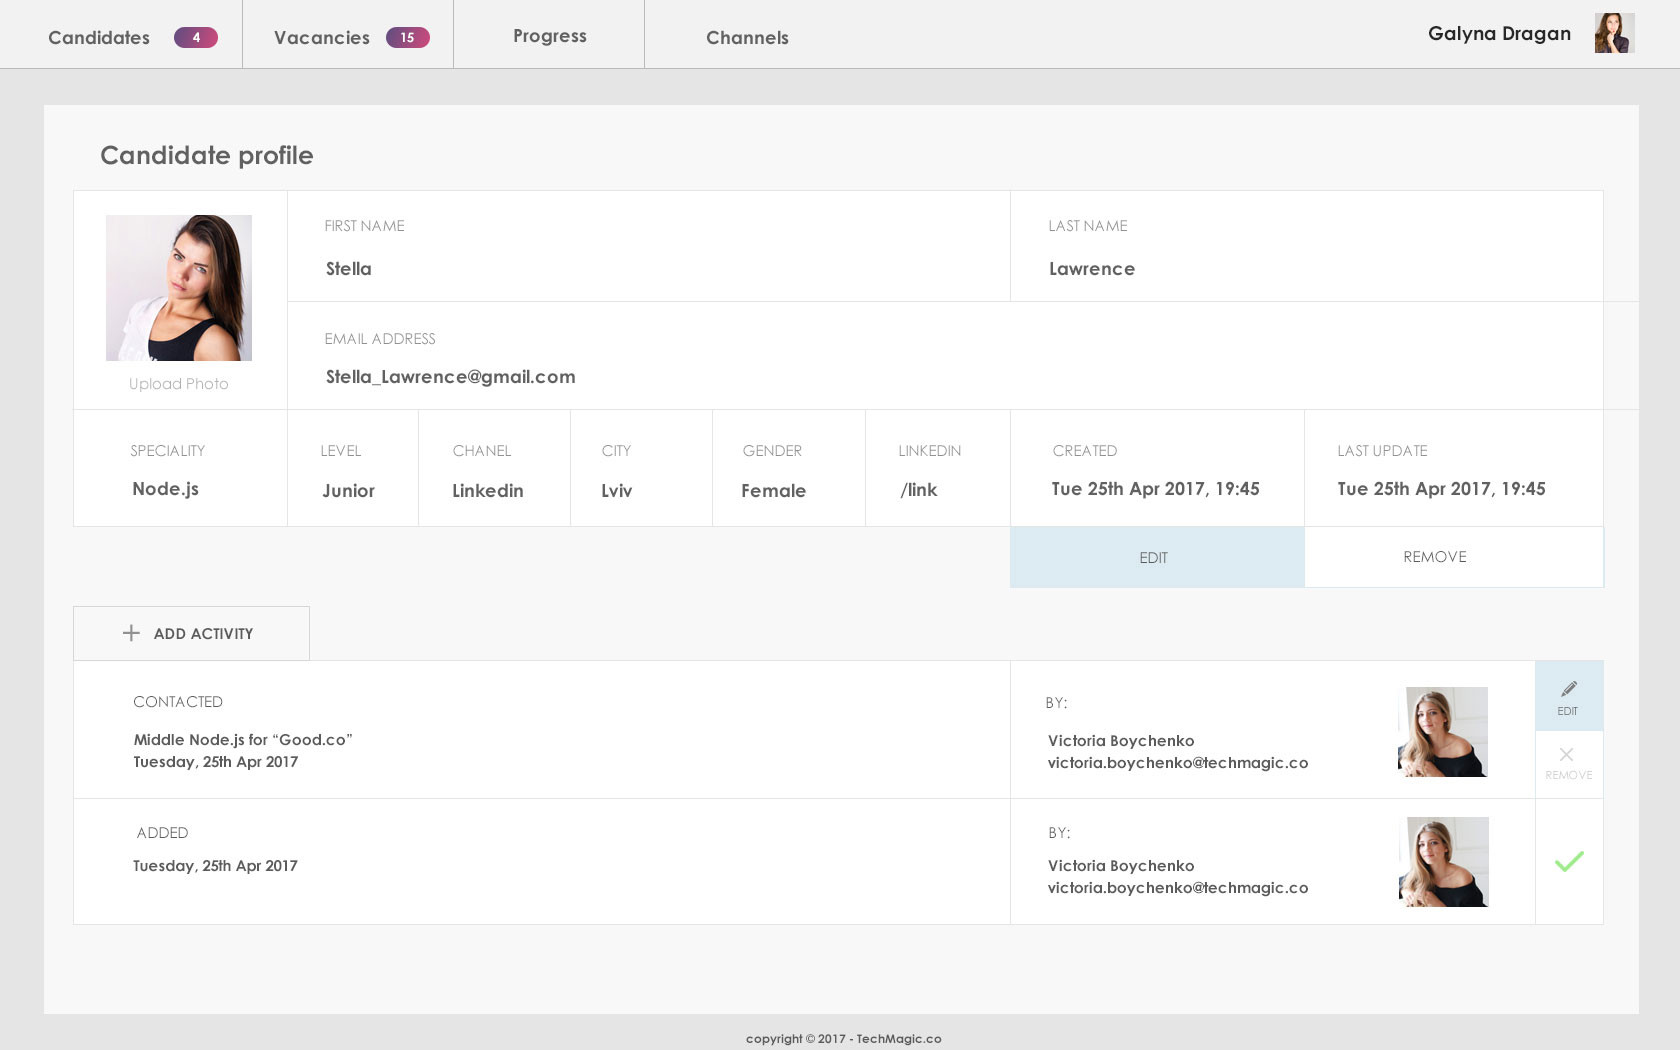 Candidates 4 Vacancies 15 Progress Channels Galyna Dragan
Candidate profile
FIRST NAME LAST NAME
Stella Lawrence
EMAIL ADDRESS
Stella_Lawrence@gmail.com
Upload Photo
SPECIALITY LEVEL CHANEL CITY GENDER LINKEDIN CREATED LAST UPDATE
Node.js Junior Linkedin Lviv Female /link Tue 25th Apr 2017, 19:45 Tue 25th Apr 2017, 19:45
EDIT REMOVE
ADD ACTIVITY
CONTACTED BY:
Middle Node.js for “Good.co” Victoria Boychenko
Tuesday, 25th Apr 2017 victoria.boychenko@techmagic.co
EDIT
REMOVE
ADDED BY:
Tuesday, 25th Apr 2017 Victoria Boychenko
victoria.boychenko@techmagic.co
copyright © 2017 - TechMagic.co